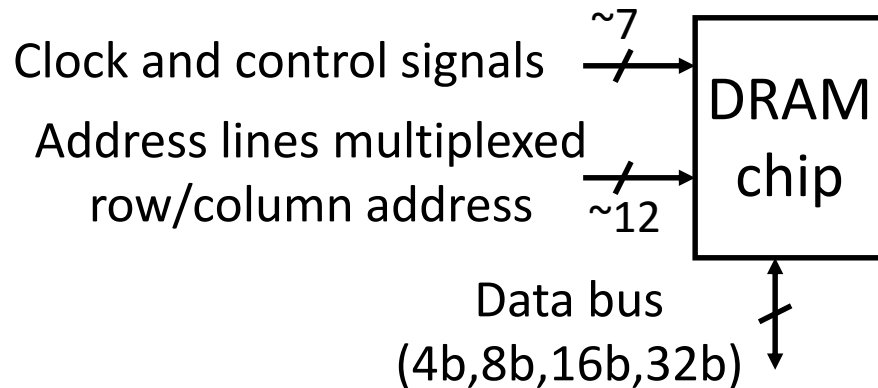 ~7
Clock and control signals
DRAM
chip
Address lines multiplexed
row/column address
~12
Data bus
(4b,8b,16b,32b)